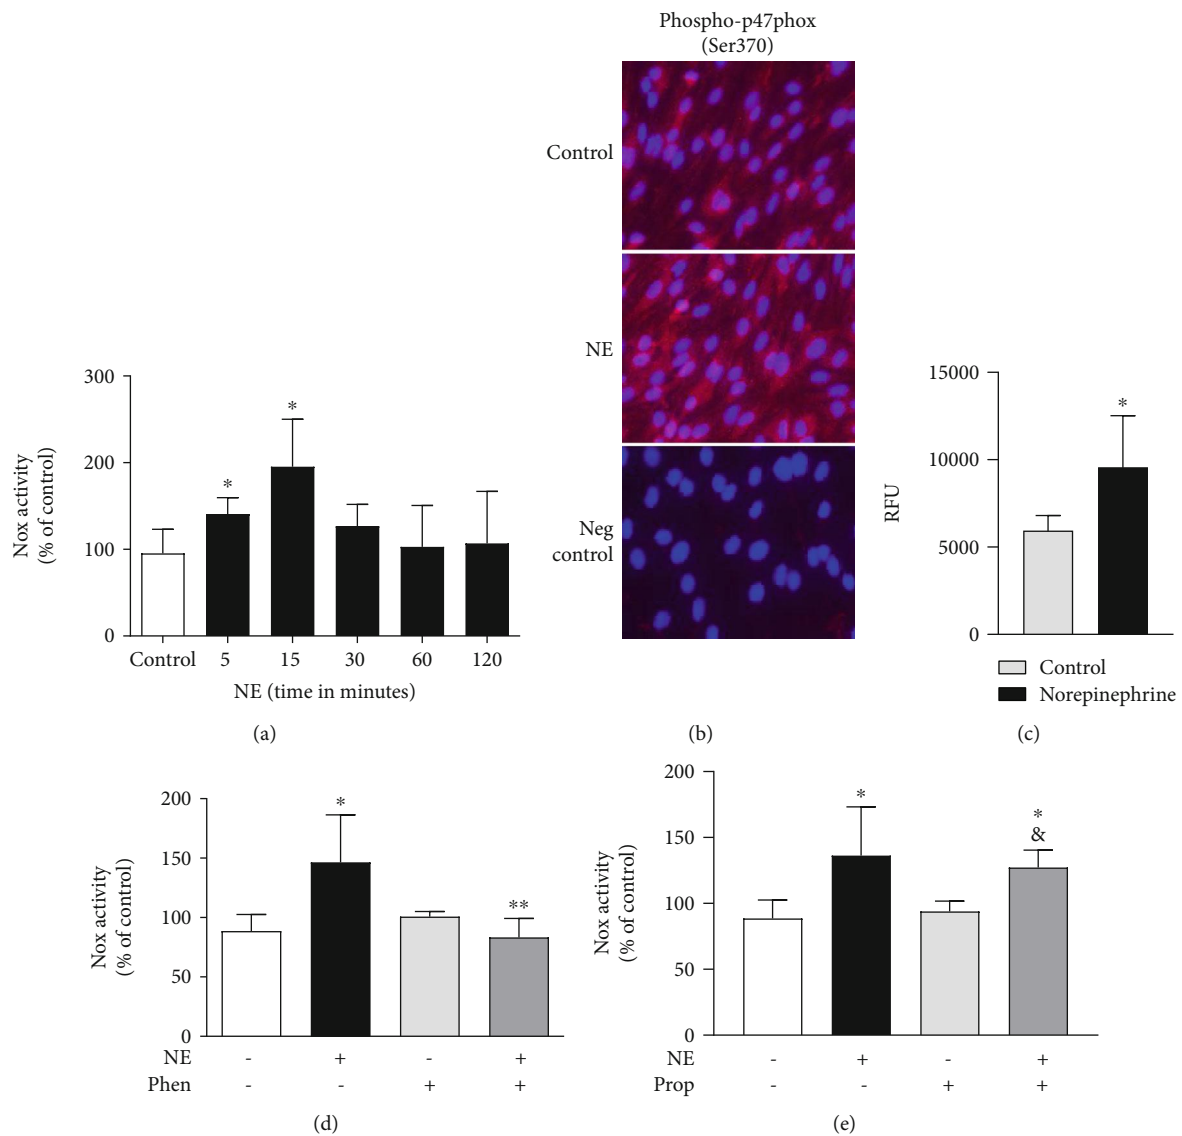 Phospho-p47phox
(Ser370)
Control
NE
Neg
control
Nox activity
(% of control)
300
200
100
0
*
*
Control 5 15 30 60 120
NE (time in minutes)
(a)
(b)
RFU
15000
10000
5000
0
*
Control
Norepinephrine
(c)
Nox activity
(% of control)
200
150
100
50
0
*
**
NE - + - +
Phen - - + +
(d)
Nox activity
(% of control)
200
150
100
50
0
*
*
&
NE - + - +
Prop - - + +
(e)